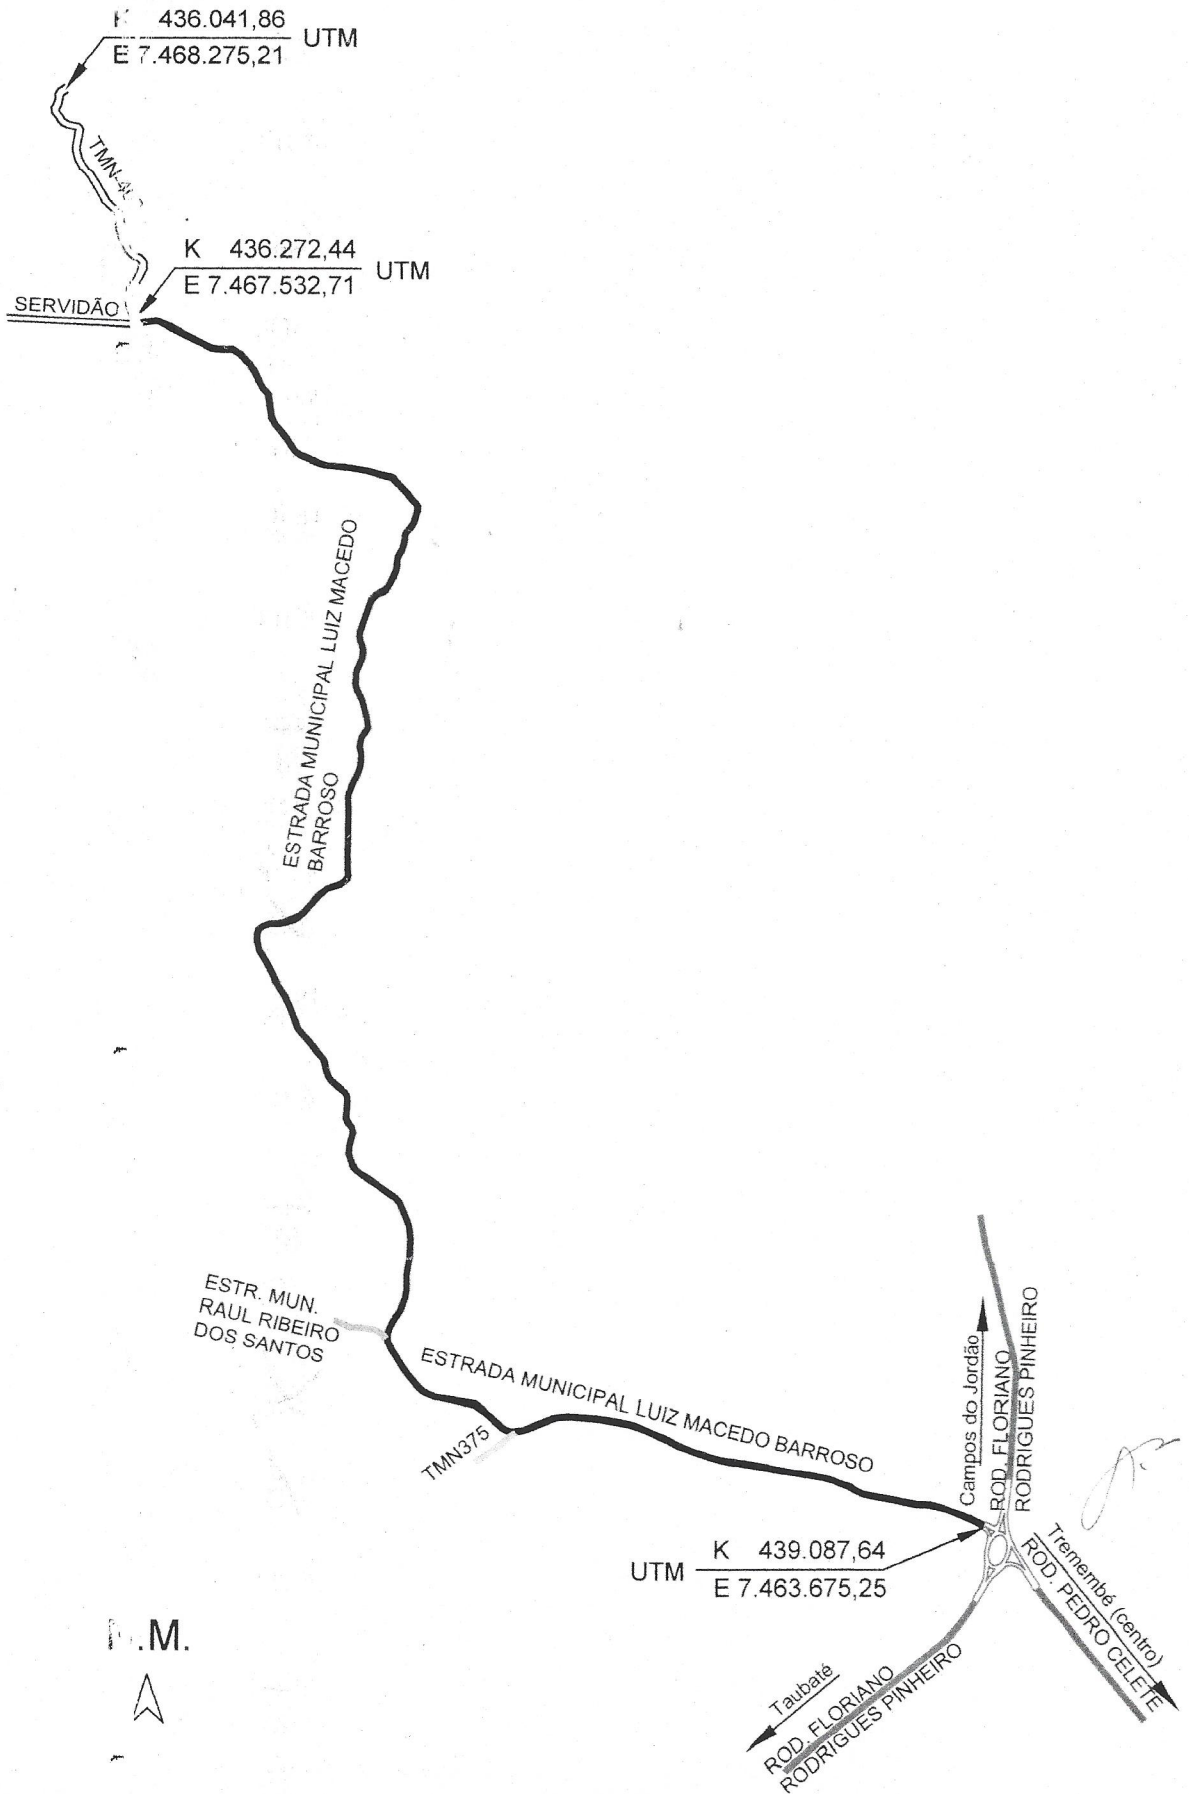 436.041,86
E 7.468.275,21
UTM
K 436.272,44
E 7.467.532,71
UTM
SERVIDÃO
ESTRADA MUNICIPAL LUIZ MACEDO
BARROSO
ESTR. MUN.
RAUL RIBEIRO
DOS SANTOS
ESTRADA MUNICIPAL LUIZ MACEDO BARROSO
TMN375
Campos do Jordão
ROD. FLORIANO
RODRIGUES PINHEIRO
UTM
K 439.087,64
E 7.463.675,25
Tremembé (centro)
ROD. PEDRO CELETE
Taubaté
ROD. FLORIANO
RODRIGUES PINHEIRO
.M.